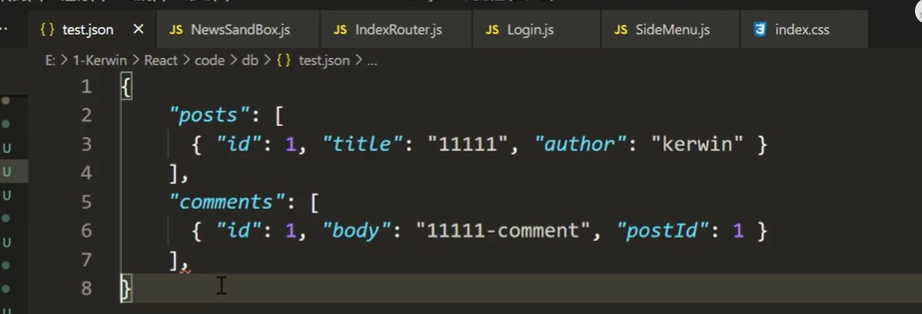 {} test.json × JS NewsSandBox.js JS IndexRouter.js JS Login.js JS SideMenu.js index.css
E: > 1-Kerwin > React > code > db > {} test.json > ...
1 {
2 "posts": [
3 { "id": 1, "title": "11111", "author": "kerwin" }
4 ],
5 "comments": [
6 { "id": 1, "body": "11111-comment", "postId": 1 }
7 ],
8 }
U
U
U
U
U